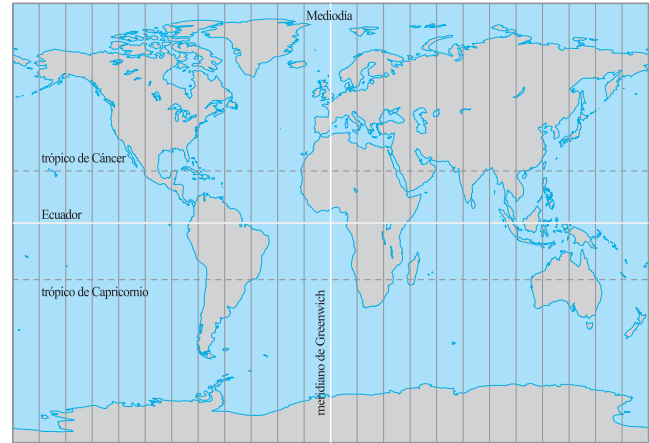 Mediodía
trópico de Cáncer
Ecuador
trópico de Capricornio
meridiano de Greenwich